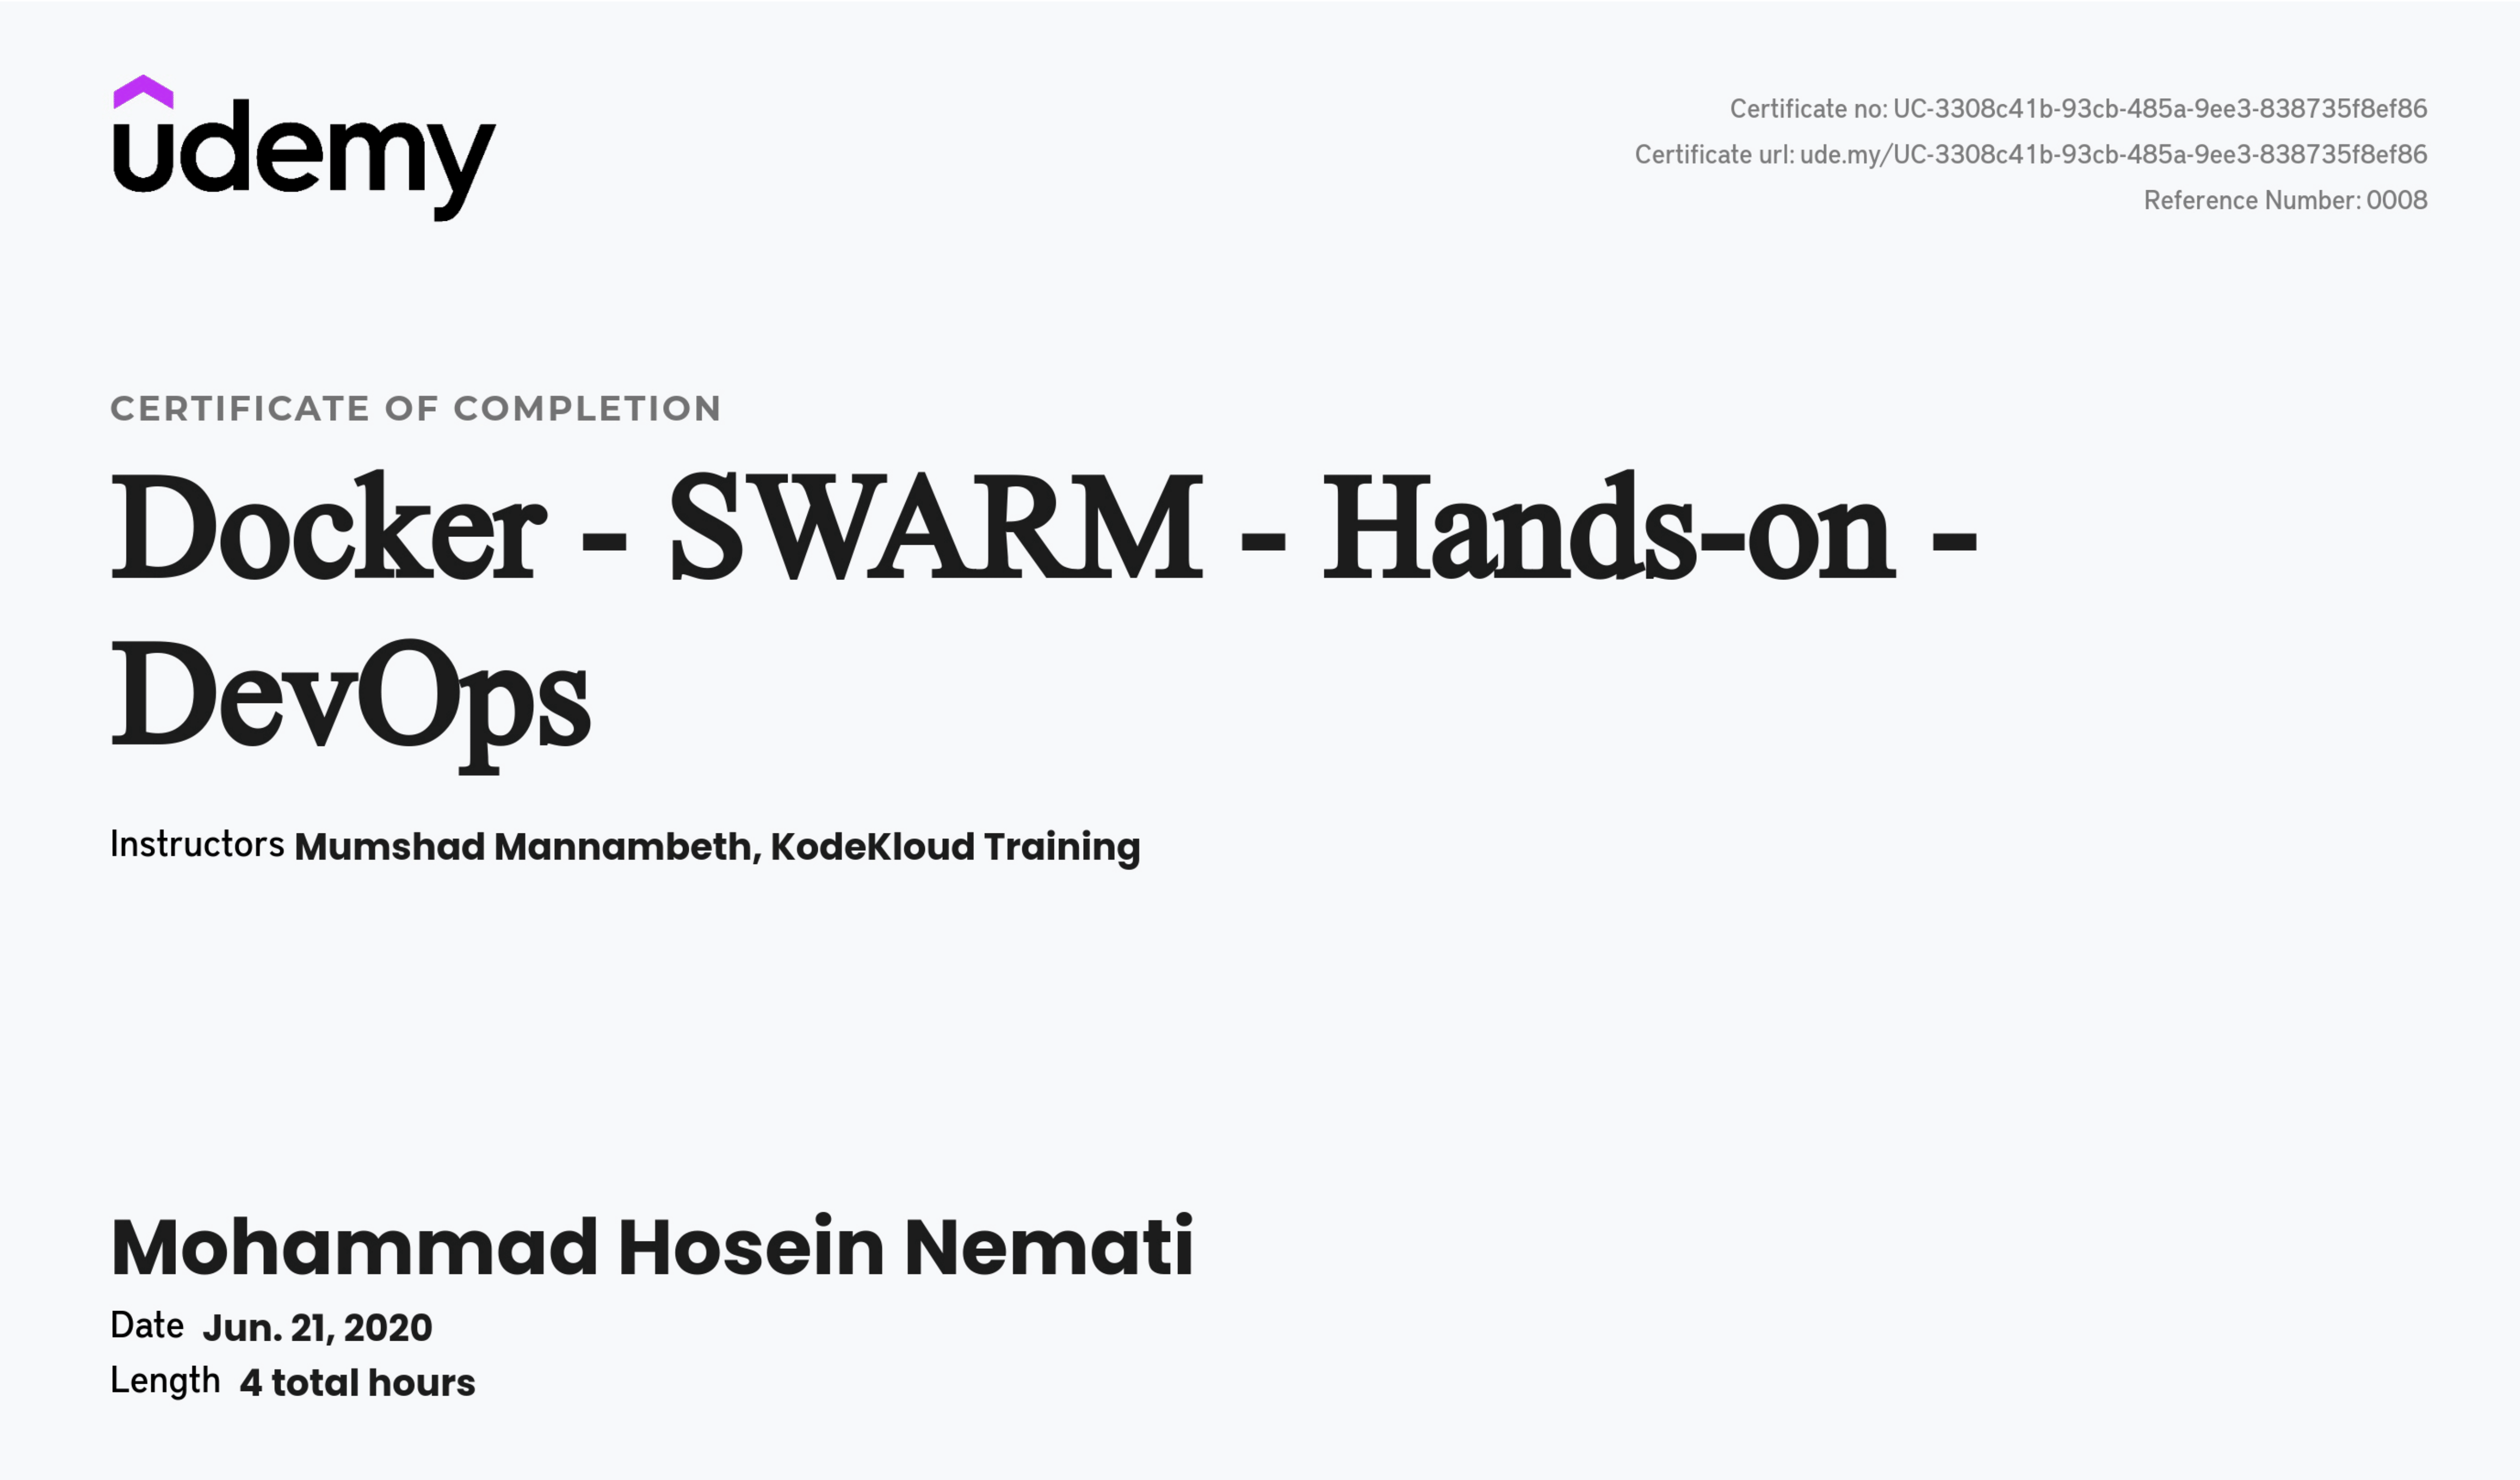 udemy
Certificate no: UC-3308c41b-93cb-485a-9ee3-838735f8ef86
Certificate url: ude.my/UC-3308c41b-93cb-485a-9ee3-838735f8ef86
Reference Number: 0008
CERTIFICATE OF COMPLETION
Docker - SWARM - Hands-on -
DevOps
Instructors Mumshad Mannambeth, KodeKloud Training
Mohammad Hosein Nemati
Date Jun. 21, 2020
Length 4 total hours